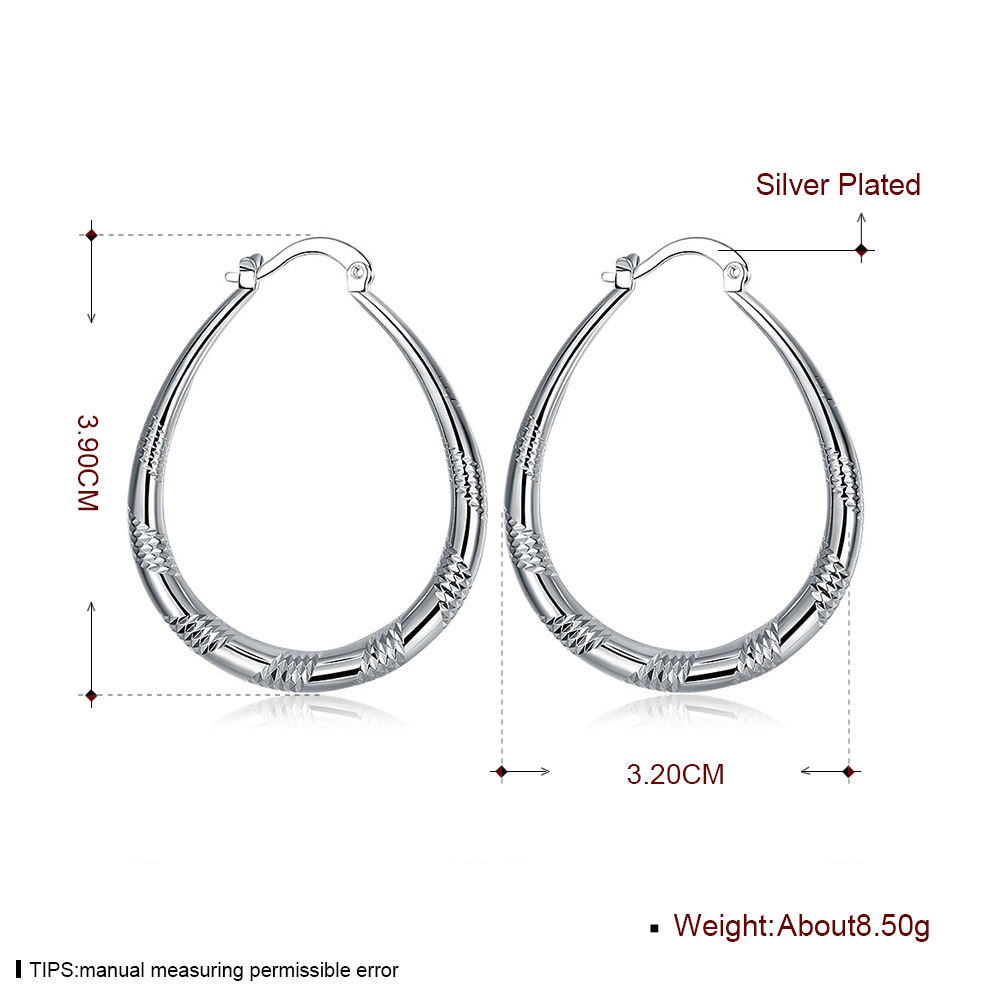 Silver Plated
3.90CM
3.20CM
Weight:About8.50g
TIPS:manual measuring permissible error